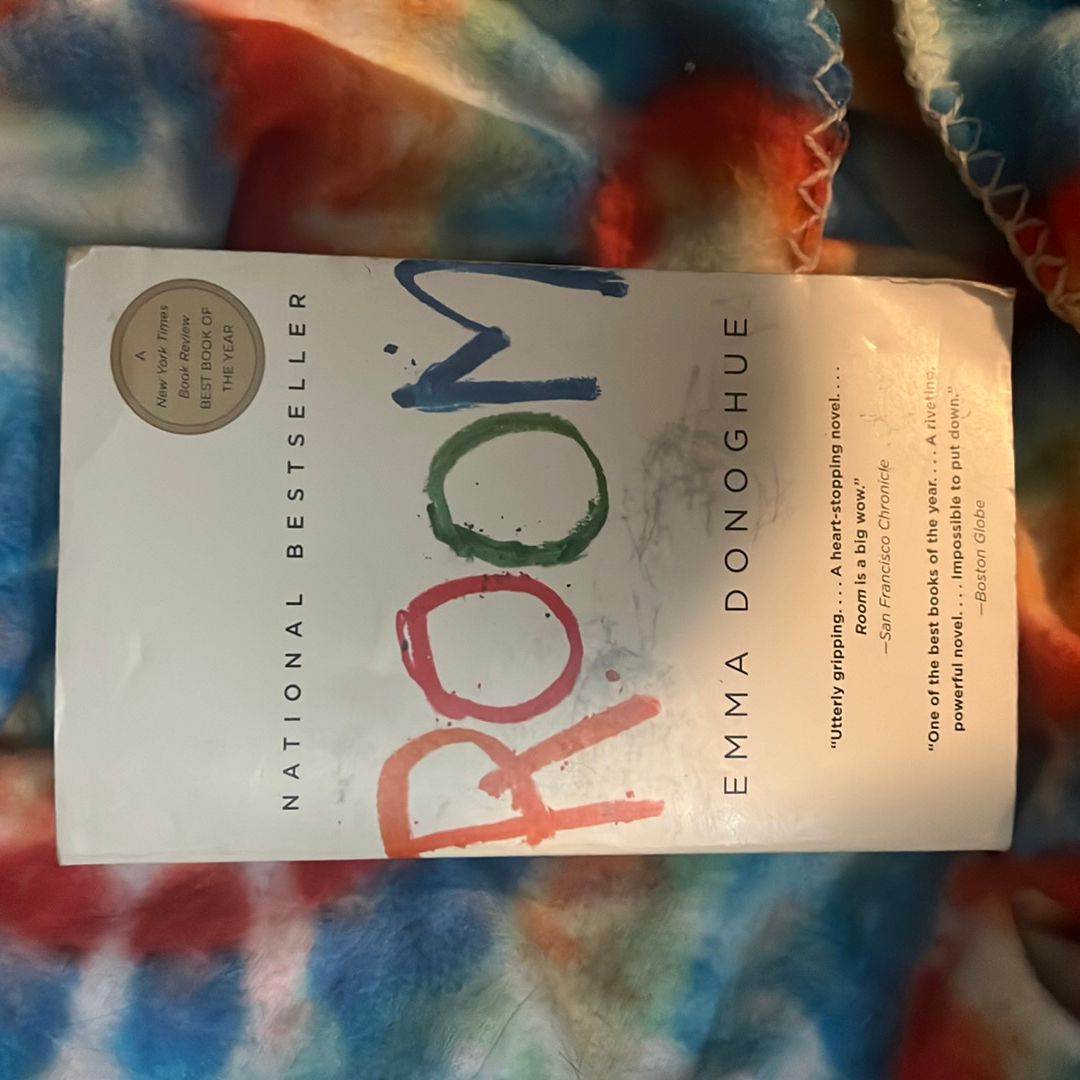 A
New York Times
Book Review
BEST BOOK OF
THE YEAR
NATIONAL BESTSELLER
ROOM
EMMA DONOGHUE
“Utterly gripping. . . . A heart-stopping novel. . . .
Room is a big wow.”
—San Francisco Chronicle
“One of the best books of the year. . . . A riveting,
powerful novel. . . . Impossible to put down.”
—Boston Globe